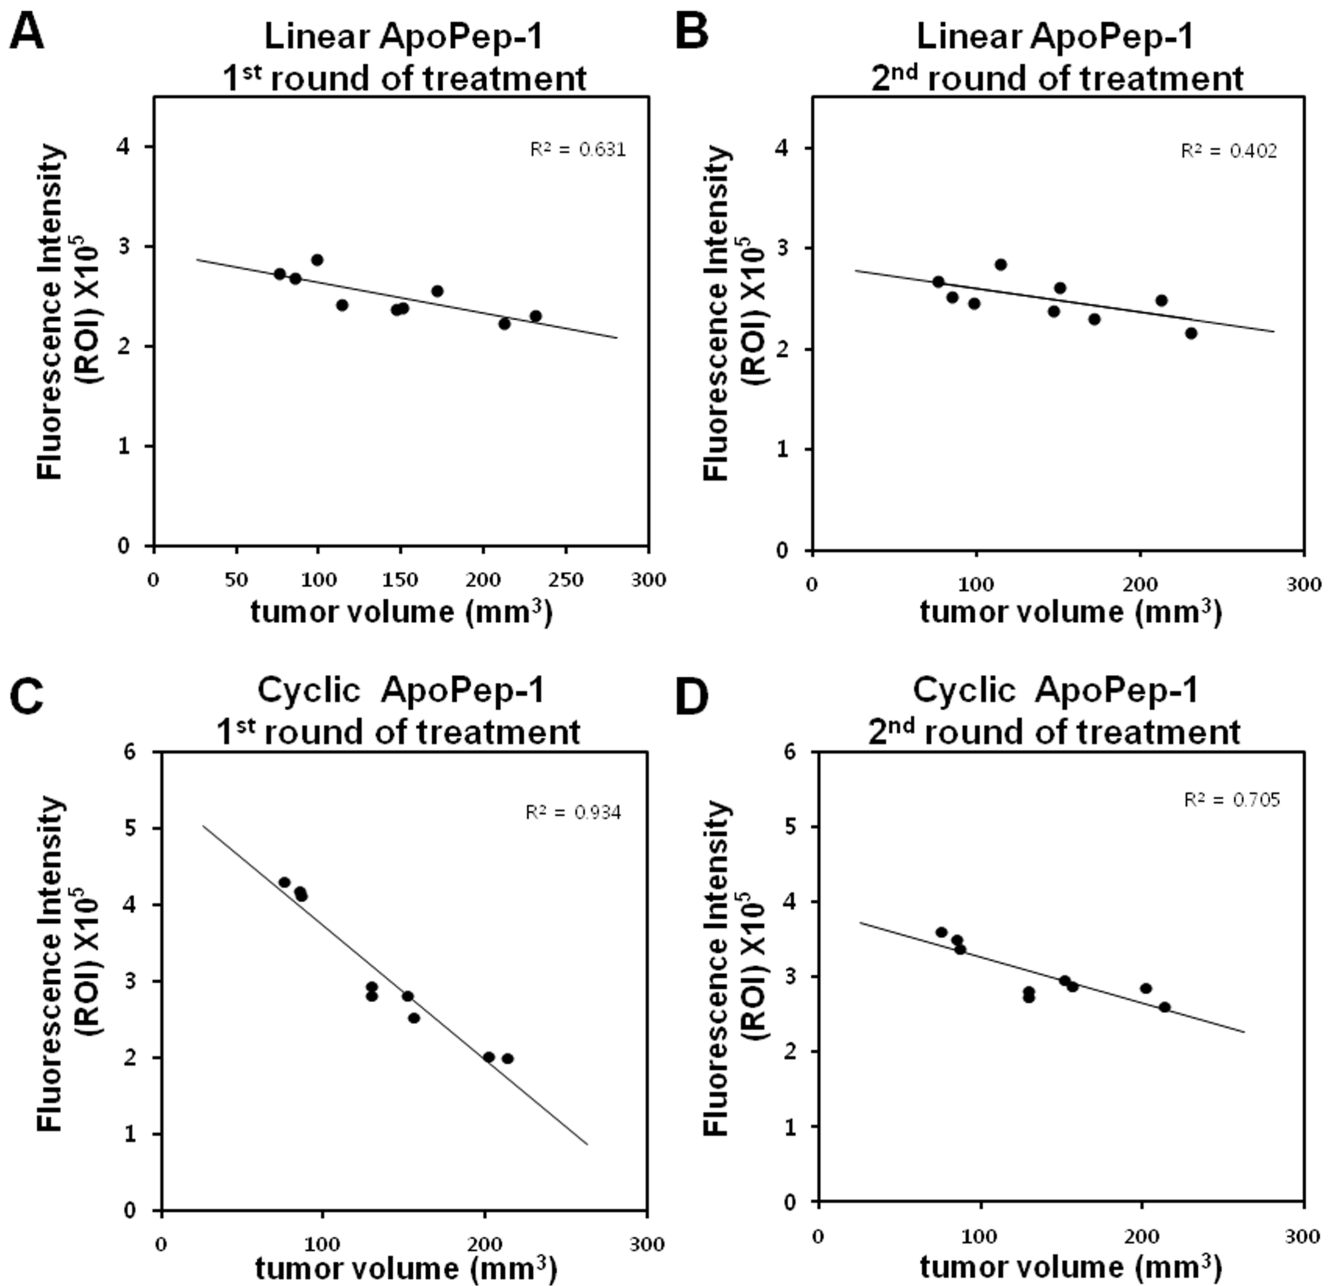 A
Linear ApoPep-1
1st round of treatment
R² = 0.631
Fluorescence Intensity
(ROI) X10⁵
4
3
2
1
0
0 50 100 150 200 250 300
tumor volume (mm³)
B
Linear ApoPep-1
2nd round of treatment
R² = 0.402
Fluorescence Intensity
(ROI) X10⁵
4
3
2
1
0
0 100 200 300
tumor volume (mm³)
C
Cyclic ApoPep-1
1st round of treatment
R² = 0.934
Fluorescence Intensity
(ROI) X10⁵
6
5
4
3
2
1
0
0 100 200 300
tumor volume (mm³)
D
Cyclic ApoPep-1
2nd round of treatment
R² = 0.705
Fluorescence Intensity
(ROI) X10⁵
6
5
4
3
2
1
0
0 100 200 300
tumor volume (mm³)